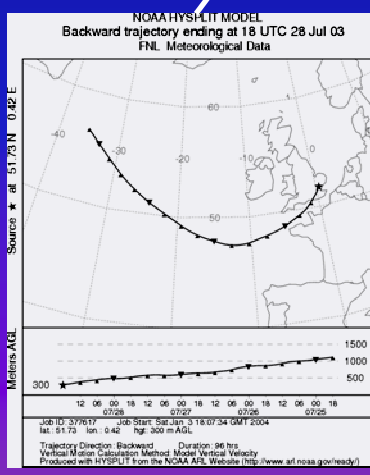 NOAA HYSPLIT MODEL
Backward trajectory ending at 18 UTC 28 Jul 03
FNL Meteorological Data
Source ★ at 51.73 N 0.42 E
-40
-30
-20
-10
0
60
50
Meters AGL
300
1500
1000
500
12 06 00 18 12 06 00 18 12 06 00 18 12 06 00 18
07/28 07/27 07/26 07/25
Job ID: 377617 Job Start: Sat Jan 3 18:07:34 GMT 2004
lat.: 51.73 lon.: 0.42 hgt: 300 m AGL
Trajectory Direction: Backward Duration: 96 hrs
Vertical Motion Calculation Method: Model Vertical Velocity
Produced with HYSPLIT from the NOAA ARL Website (http://www.arl.noaa.gov/ready/)